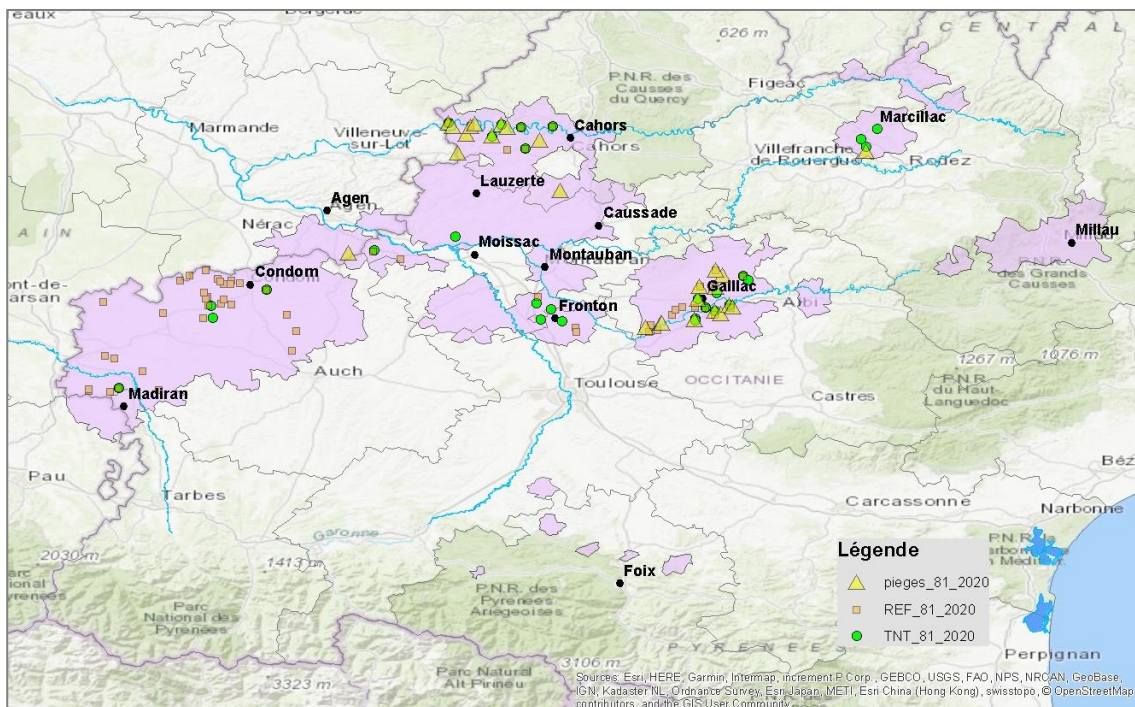 626 m
C E N T R A L
Figeac
P.N.R. des
Causses
du Quercy
Marmande
Villeneuve
-sur-Lot
Cahors
Cahors
Marcillac
Villefranche
de Rouergue
Rodez
Lauzerte
Agen
Agen
Caussade
Nérac
Millau
Millau
Moissac
Montauban
Condom
P.N.R.
des Grands
Causses
Gaillac
Albi
Fronton
Auch
Toulouse
OCCITANIE
1267 m
1076 m
P.N.R.
du Haut-
Languedoc
Castres
Madiran
Pau
Tarbes
Carcassonne
Narbonne
Garonne
2030 m
1413 m
Légende
pieges_81_2020
REF_81_2020
TNT_81_2020
Foix
P.N.R. des
Pyrénées
Ariégeoises
Parc
National des
Pyrénées
P Y R É N É E S
Perpignan
3106 m
Parc Natural
Alt Pirineu
3323 m
Sources: Esri, HERE, Garmin, Intermap, increment P Corp., GEBCO, USGS, FAO, NPS, NRCAN, GeoBase,
IGN, Kadaster NL, Ordnance Survey, Esri Japan, METI, Esri China (Hong Kong), swisstopo, © OpenStreetMap
contributors, and the GIS User Community